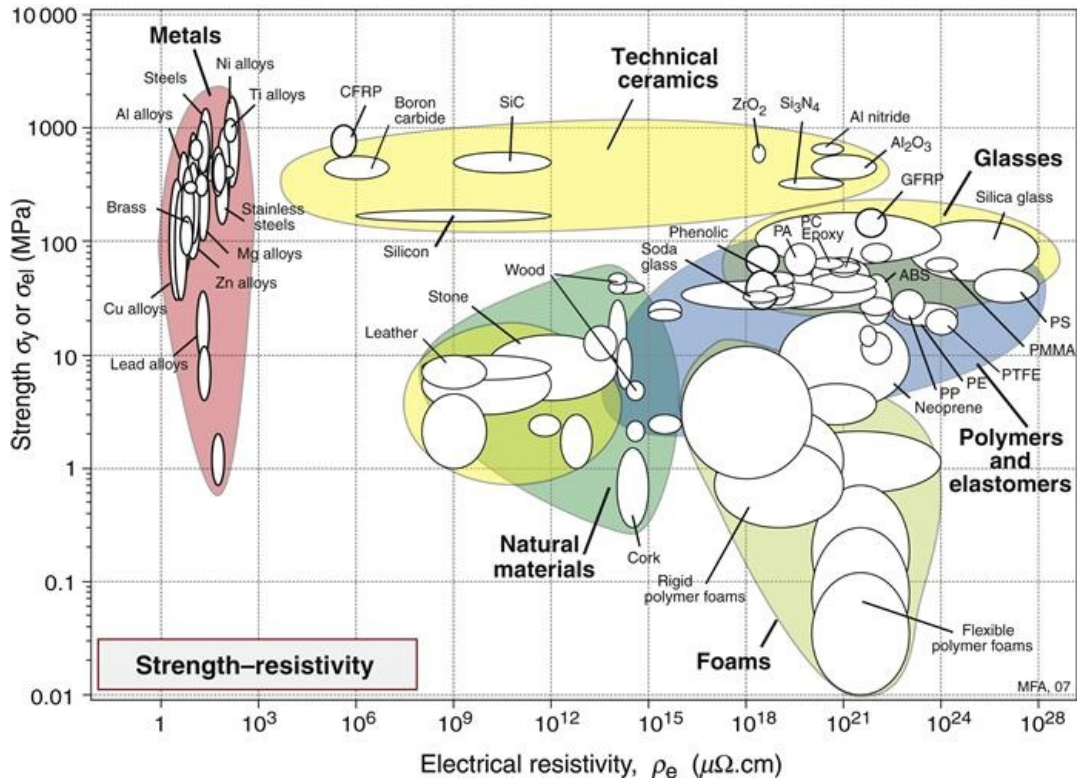 10 000
1000
100
10
1
0.1
0.01
Strength σy or σel (MPa)
Metals
Ni alloys
Steels
Ti alloys
Al alloys
CFRP
Boron
carbide
SiC
Technical
ceramics
ZrO₂
Si₃N₄
Al nitride
Al₂O₃
Glasses
GFRP
Silica glass
Brass
Stainless
steels
Silicon
Mg alloys
Zn alloys
Cu alloys
Phenolic
PA
PC
Epoxy
Soda
glass
ABS
Wood
Stone
Leather
Lead alloys
PS
PMMA
PTFE
PE
PP
Neoprene
Polymers
and
elastomers
Natural
materials
Cork
Rigid
polymer foams
Foams
Flexible
polymer foams
Strength–resistivity
MFA, 07
1 10³ 10⁶ 10⁹ 10¹² 10¹⁵ 10¹⁸ 10²¹ 10²⁴ 10²⁸
Electrical resistivity, ρe (μΩ.cm)